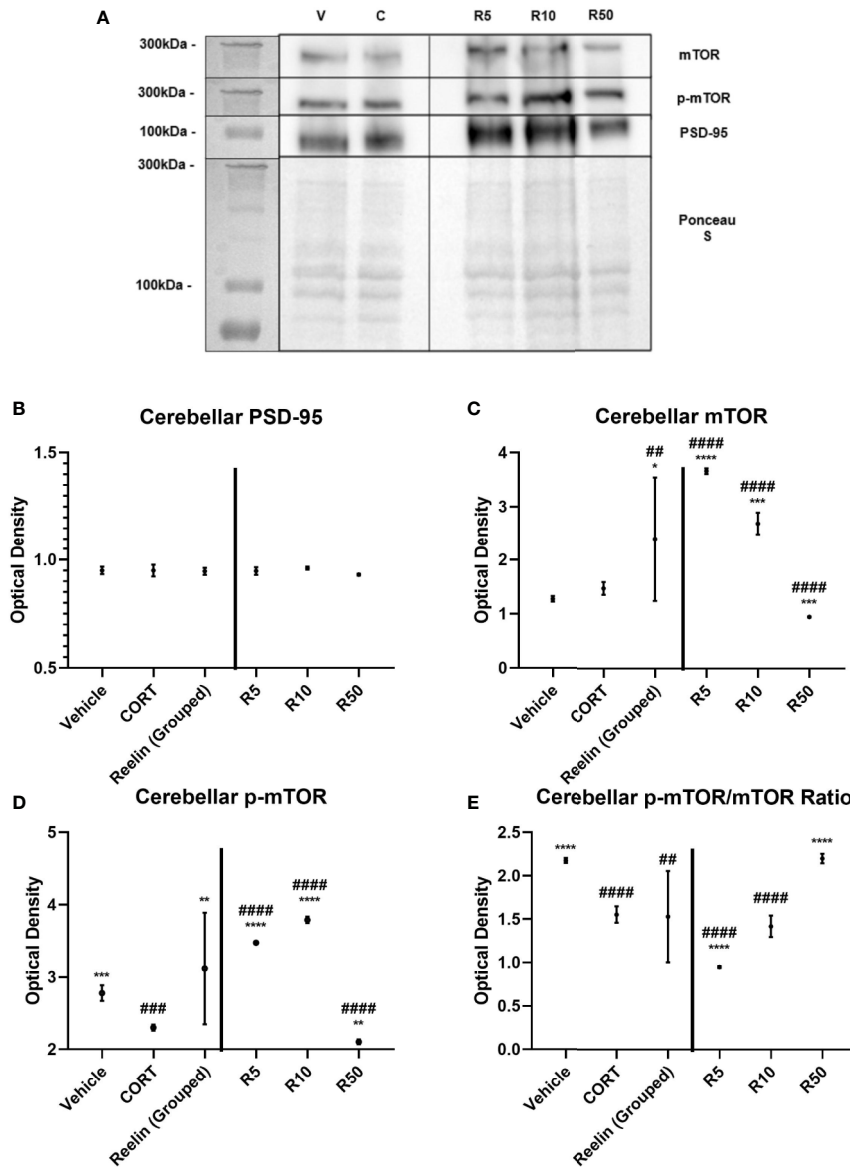 A
V C R5 R10 R50
300kDa - mTOR
300kDa - p-mTOR
100kDa - PSD-95
300kDa -
Ponceau
S
100kDa -
B
Cerebellar PSD-95
Optical Density
1.5
1.0
0.5
Vehicle
CORT
Reelin (Grouped)
R5
R10
R50
C
Cerebellar mTOR
Optical Density
4
3
2
1
0
##
*
####
****
####
***
####
***
Vehicle
CORT
Reelin (Grouped)
R5
R10
R50
D
Cerebellar p-mTOR
Optical Density
5
4
3
2
***
###
**
####
****
####
****
####
**
Vehicle
CORT
Reelin (Grouped)
R5
R10
R50
E
Cerebellar p-mTOR/mTOR Ratio
Optical Density
2.5
2.0
1.5
1.0
0.5
0.0
****
####
##
####
****
####
****
Vehicle
CORT
Reelin (Grouped)
R5
R10
R50